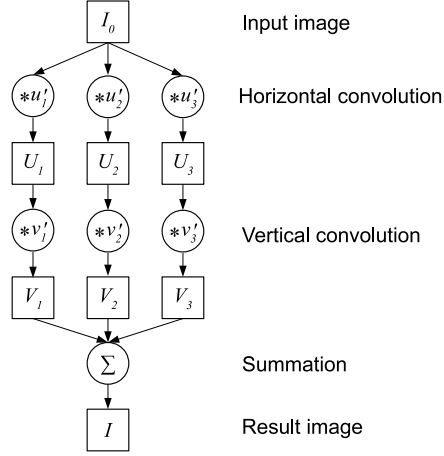 I₀ Input image
*u′₁ *u′₂ *u′₃ Horizontal convolution
U₁ U₂ U₃
*v′₁ *v′₂ *v′₃ Vertical convolution
V₁ V₂ V₃
Σ Summation
I Result image